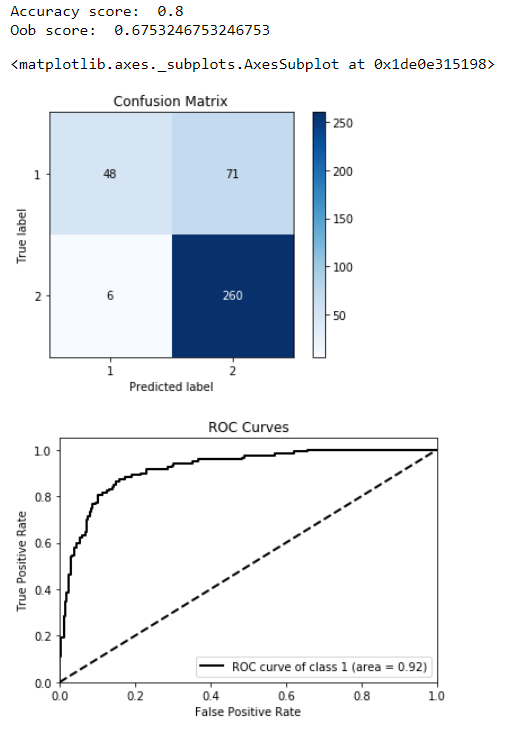 Accuracy score:  0.8
Oob score:  0.6753246753246753
<matplotlib.axes._subplots.AxesSubplot at 0x1de0e315198>
Confusion Matrix
250
200
150
100
50
True label
1
48
71
2
6
260
1
2
Predicted label
ROC Curves
True Positive Rate
1.0
0.8
0.6
0.4
0.2
0.0
ROC curve of class 1 (area = 0.92)
0.0
0.2
0.4
0.6
0.8
1.0
False Positive Rate